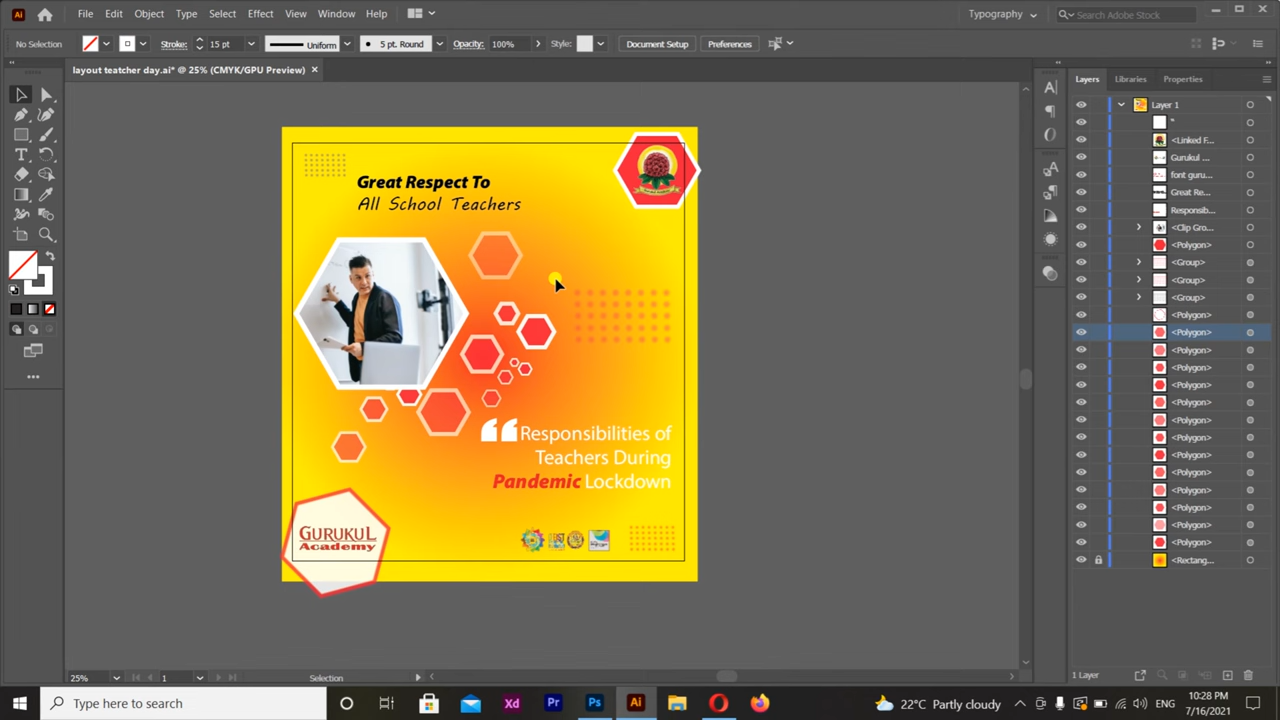 File Edit Object Type Select Effect View Window Help
Typography
Search Adobe Stock
No Selection
Stroke: 15 pt
Uniform
5 pt. Round
Opacity: 100%
Style:
Document Setup
Preferences
layout teatcher day.ai* @ 25% (CMYK/GPU Preview)
Layers Libraries Properties
Layer 1
"
<Linked F...
Gurukul ...
font guru...
Great Re...
Responsib...
<Clip Gro...
<Polygon>
<Group>
<Group>
<Group>
<Polygon>
<Polygon>
<Polygon>
<Polygon>
<Polygon>
<Polygon>
<Polygon>
<Polygon>
<Polygon>
<Polygon>
<Polygon>
<Polygon>
<Polygon>
<Polygon>
<Rectang...
Great Respect To
All School Teachers
Responsibilities of
Teachers During
Pandemic Lockdown
GURUKUL
Academy
25%
1
Selection
1 Layer
Type here to search
Xd
Pr
Ps
Ai
22°C Partly cloudy
ENG
10:28 PM
7/16/2021